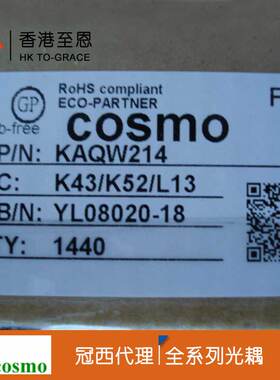 香港至恩
HK TO-GRACE
RoHS compliant
GP
ECO-PARTNER
b-free
cosmo
P/N: KAQW214
C: K43/K52/L13
B/N: YL08020-18
TY: 1440
cosmo
冠西代理 全系列光耦